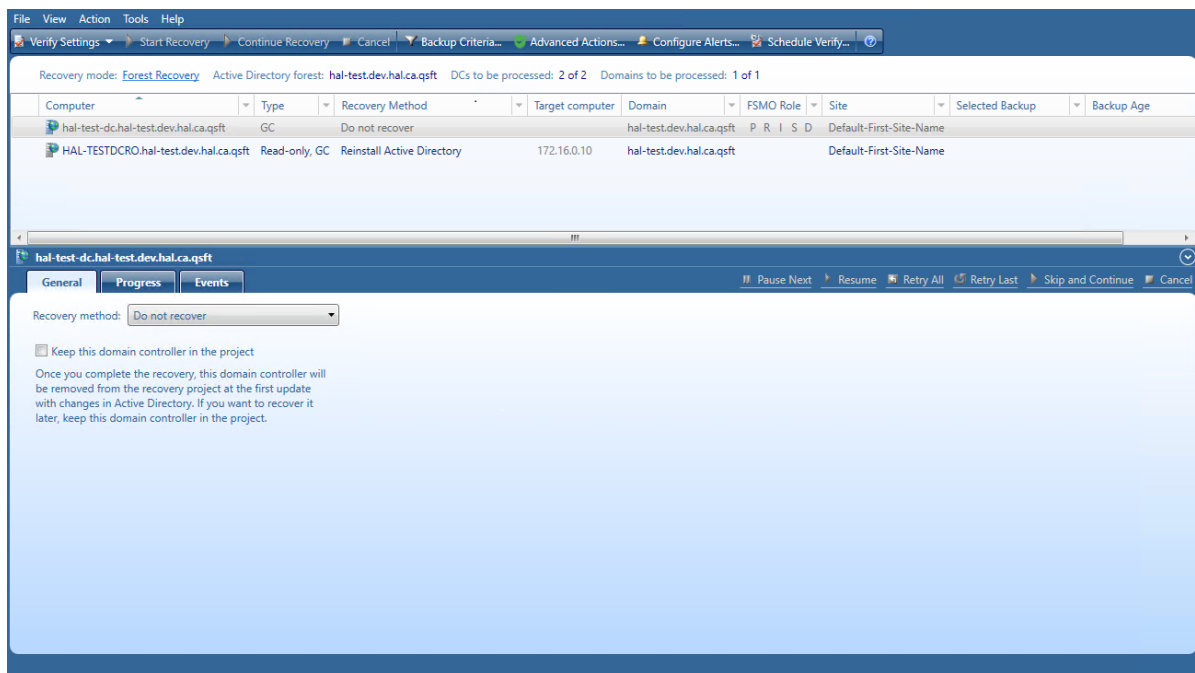 File View Action Tools Help
Verify Settings Start Recovery Continue Recovery Cancel Backup Criteria... Advanced Actions... Configure Alerts... Schedule Verify...
Recovery mode: Forest Recovery Active Directory forest: hal-test.dev.hal.ca.qsft DCs to be processed: 2 of 2 Domains to be processed: 1 of 1
Computer Type Recovery Method Target computer Domain FSMO Role Site Selected Backup Backup Age
hal-test-dc.hal-test.dev.hal.ca.qsft GC Do not recover hal-test.dev.hal.ca.qsft P R I S D Default-First-Site-Name
HAL-TESTDCRO.hal-test.dev.hal.ca.qsft Read-only, GC Reinstall Active Directory 172.16.0.10 hal-test.dev.hal.ca.qsft Default-First-Site-Name
hal-test-dc.hal-test.dev.hal.ca.qsft
General Progress Events Pause Next Resume Retry All Retry Last Skip and Continue Cancel
Recovery method: Do not recover
Keep this domain controller in the project
Once you complete the recovery, this domain controller will
be removed from the recovery project at the first update
with changes in Active Directory. If you want to recover it
later, keep this domain controller in the project.